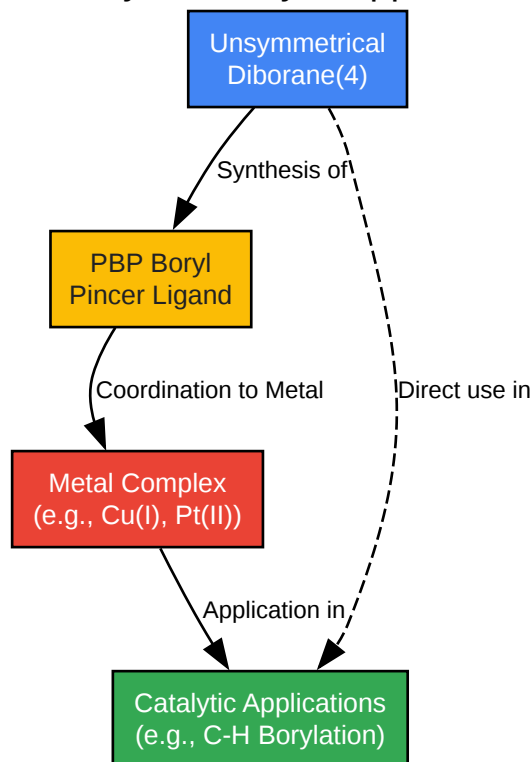 Unsymmetrical
Diborane(4)
Synthesis of
PBP Boryl
Pincer Ligand
Coordination to Metal
Direct use in
Metal Complex
(e.g., Cu(I), Pt(II))
Application in
Catalytic Applications
(e.g., C-H Borylation)